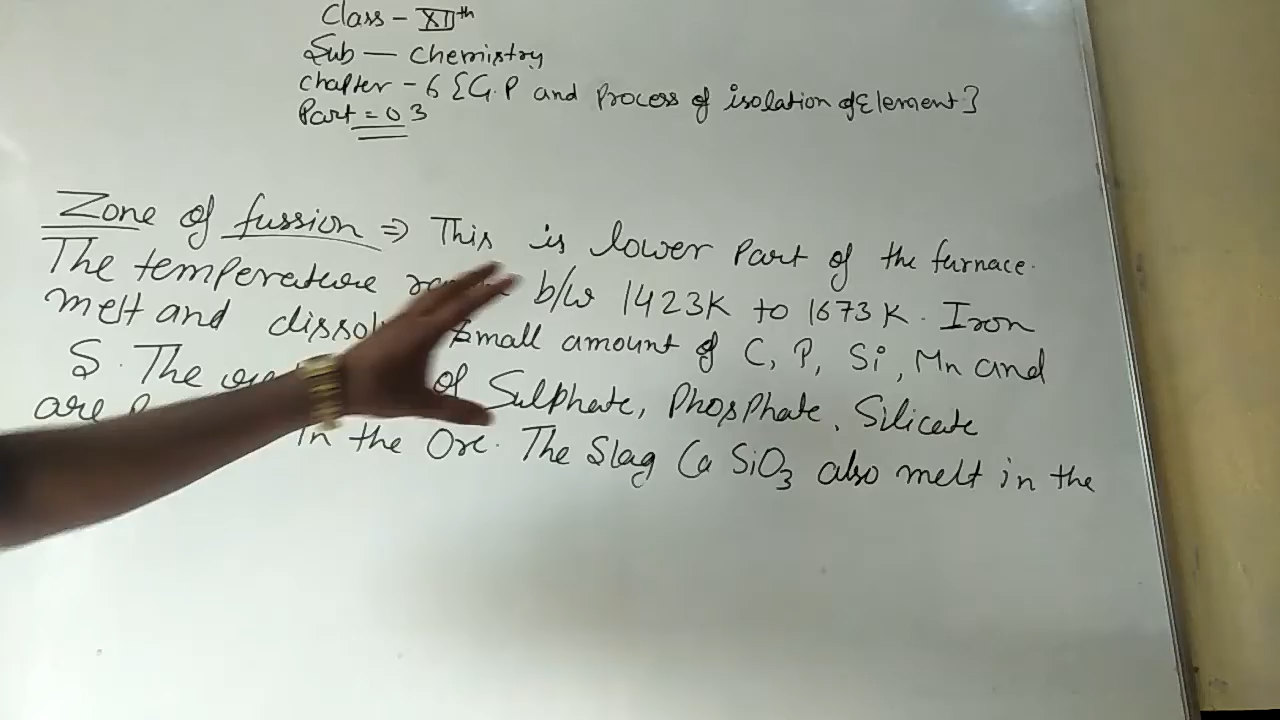 Class - XIIth
Sub — Chemistry
Chapter - 6 {G.P and Process of isolation of Element}
Part = 03
Zone of fussion ⇒ This is lower Part of the furnace.
The temperature b/w 1423K to 1673K. Iron
melt and small amount of C, P, Si, Mn and
S. The of Sulphate, Phosphate, Silicate
are in the Ore. The Slag CaSiO3 also melt in the